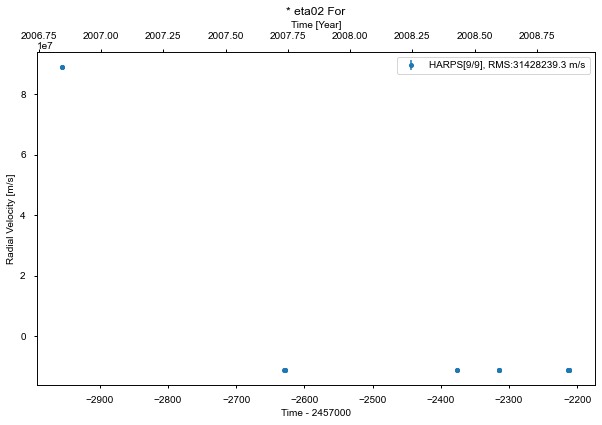 * eta02 For
Time [Year]
2006.75 2007.00 2007.25 2007.50 2007.75 2008.00 2008.25 2008.50 2008.75
1e7
HARPS[9/9], RMS:31428239.3 m/s
8
6
4
2
0
Radial Velocity [m/s]
−2900 −2800 −2700 −2600 −2500 −2400 −2300 −2200
Time - 2457000